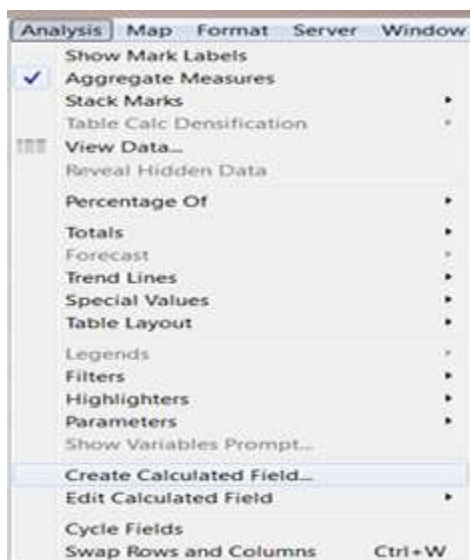 Analysis Map Format Server Window
Show Mark Labels
Aggregate Measures
Stack Marks
Table Calc Densification
View Data...
Reveal Hidden Data
Percentage Of
Totals
Forecast
Trend Lines
Special Values
Table Layout
Legends
Filters
Highlighters
Parameters
Show Variables Prompt...
Create Calculated Field...
Edit Calculated Field
Cycle Fields
Swap Rows and Columns Ctrl+W